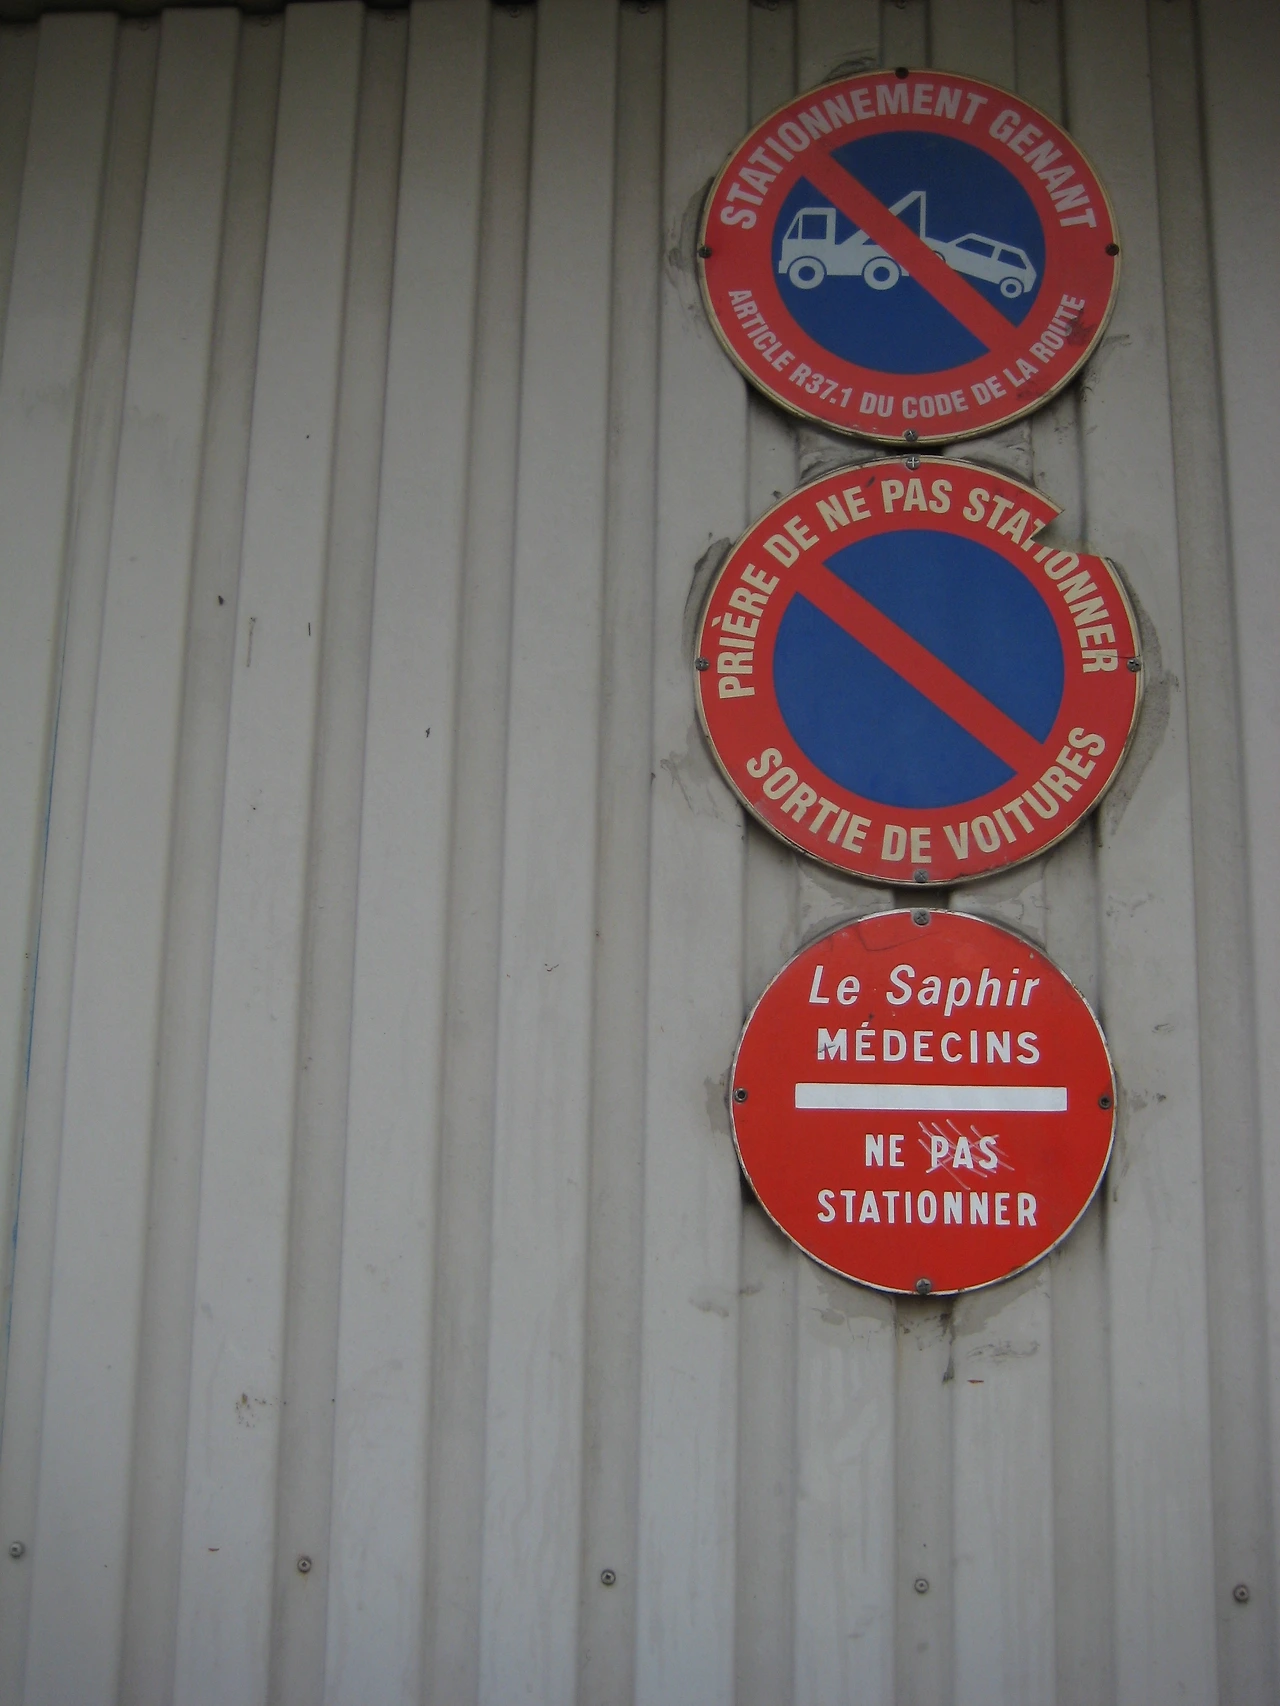 STATIONNEMENT GENANT
ARTICLE R37.1 DU CODE DE LA ROUTE
PRIÈRE DE NE PAS STATIONNER
SORTIE DE VOITURES
Le Saphir
MÉDECINS
NE PAS
STATIONNER